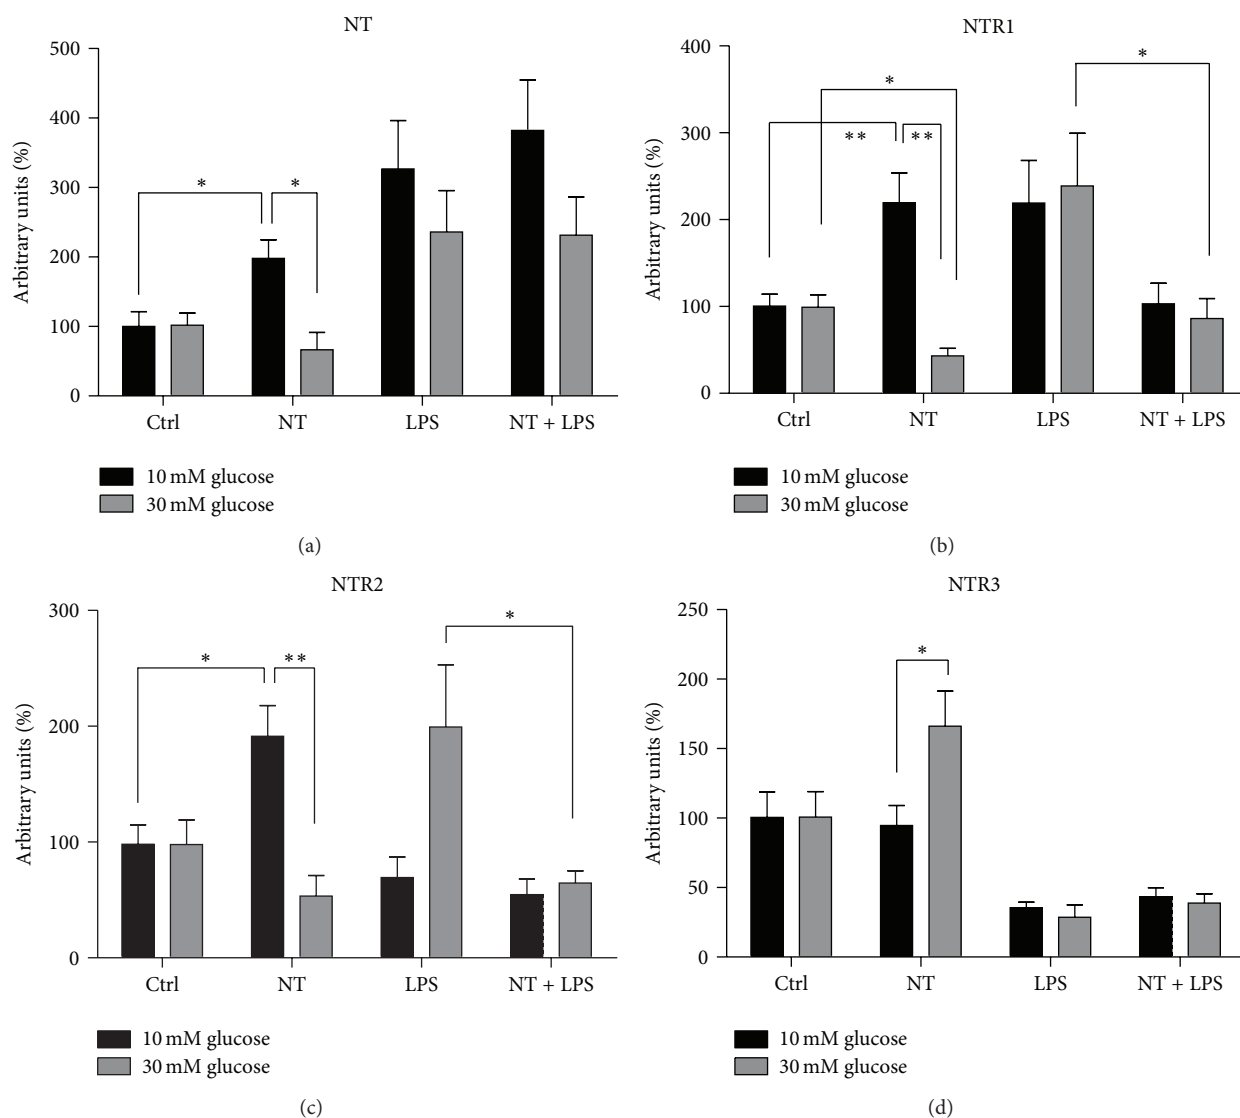 NT
Arbitrary units (%)
500
400
300
200
100
0
* *
Ctrl NT LPS NT + LPS
10 mM glucose
30 mM glucose
(a)
NTR1
Arbitrary units (%)
400
300
200
100
0
*
*
** **
Ctrl NT LPS NT + LPS
10 mM glucose
30 mM glucose
(b)
NTR2
Arbitrary units (%)
300
200
100
0
*
* **
Ctrl NT LPS NT + LPS
10 mM glucose
30 mM glucose
(c)
NTR3
Arbitrary units (%)
250
200
150
100
50
0
*
Ctrl NT LPS NT + LPS
10 mM glucose
30 mM glucose
(d)